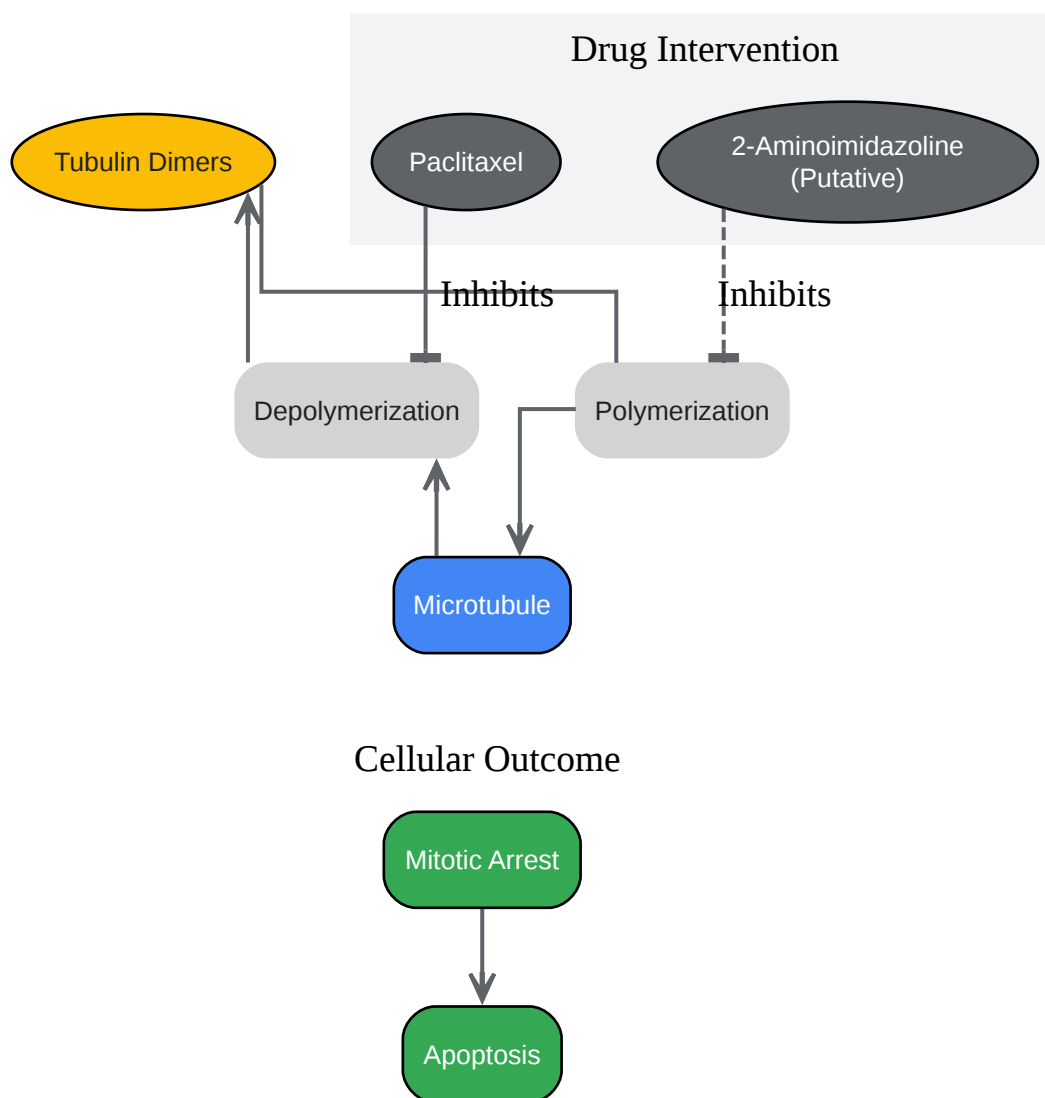 Drug Intervention
Tubulin Dimers
Paclitaxel
2-Aminoimidazoline
(Putative)
Inhibits
Inhibits
Depolymerization
Polymerization
Microtubule
Cellular Outcome
Mitotic Arrest
Apoptosis